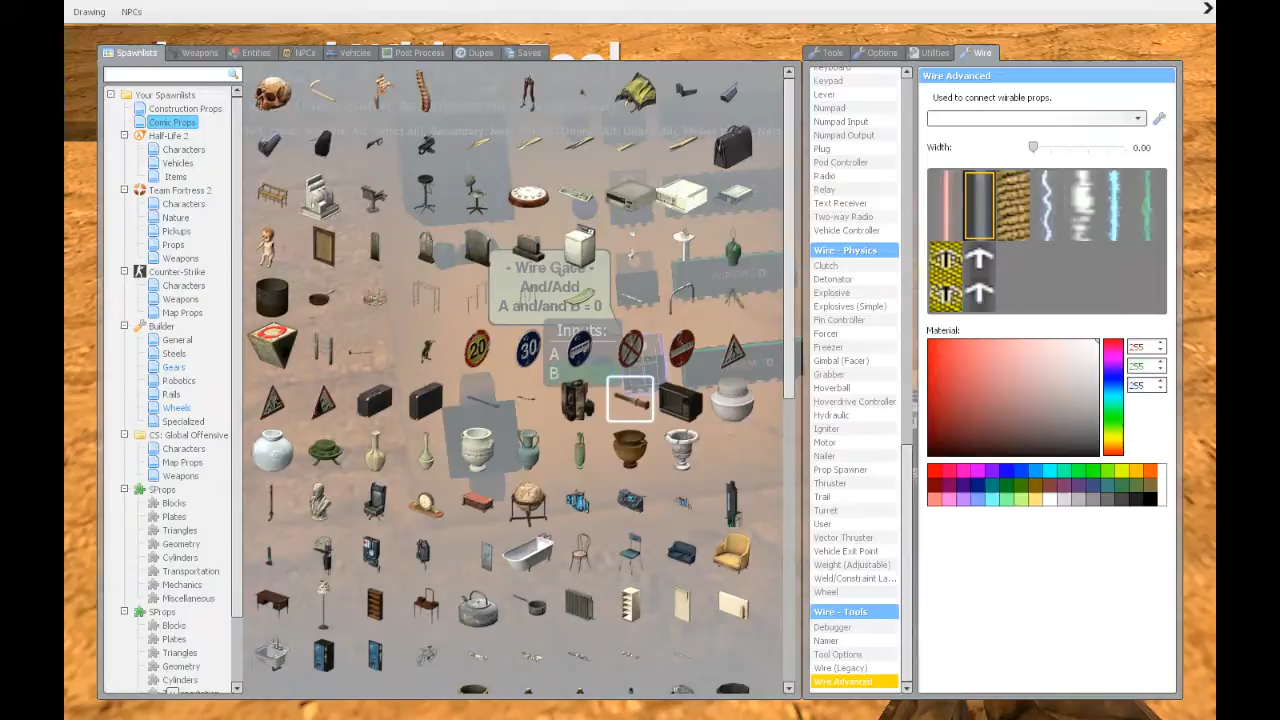 Drawing NPCs
Spawnlists Weapons Entities NPCs Vehicles Post Process Dupes Saves
Tools Options Utilities Wire
Your Spawnlists
Construction Props
Comic Props
Half-Life 2
Characters
Vehicles
Items
Team Fortress 2
Characters
Nature
Pickups
Props
Weapons
Counter-Strike
Characters
Weapons
Map Props
Builder
General
Steels
Gears
Robotics
Rails
Wheels
Specialized
CS: Global Offensive
Characters
Map Props
Weapons
SProps
Blocks
Plates
Triangles
Geometry
Cylinders
Transportation
Mechanics
Miscellaneous
SProps
Blocks
Plates
Triangles
Geometry
Cylinders
- Wire Gate -
And/Add
A and/and B = 0
Inputs:
A
B
20
30
Keyboard
Keypad
Lever
Numpad
Numpad Input
Numpad Output
Plug
Pod Controller
Radio
Relay
Text Receiver
Two-way Radio
Vehicle Controller
Wire - Physics
Clutch
Detonator
Explosive
Explosives (Simple)
Fin Controller
Forcer
Freezer
Gimbal (Facer)
Grabber
Hoverball
Hoverdrive Controller
Hydraulic
Igniter
Motor
Nailer
Prop Spawner
Thruster
Trail
Turret
User
Vector Thruster
Vehicle Exit Point
Weight (Adjustable)
Weld/Constraint La...
Wheel
Wire - Tools
Debugger
Namer
Tool Options
Wire (Legacy)
Wire Advanced
Wire Advanced
Used to connect wirable props.
Width: 0.00
Material:
255
255
255